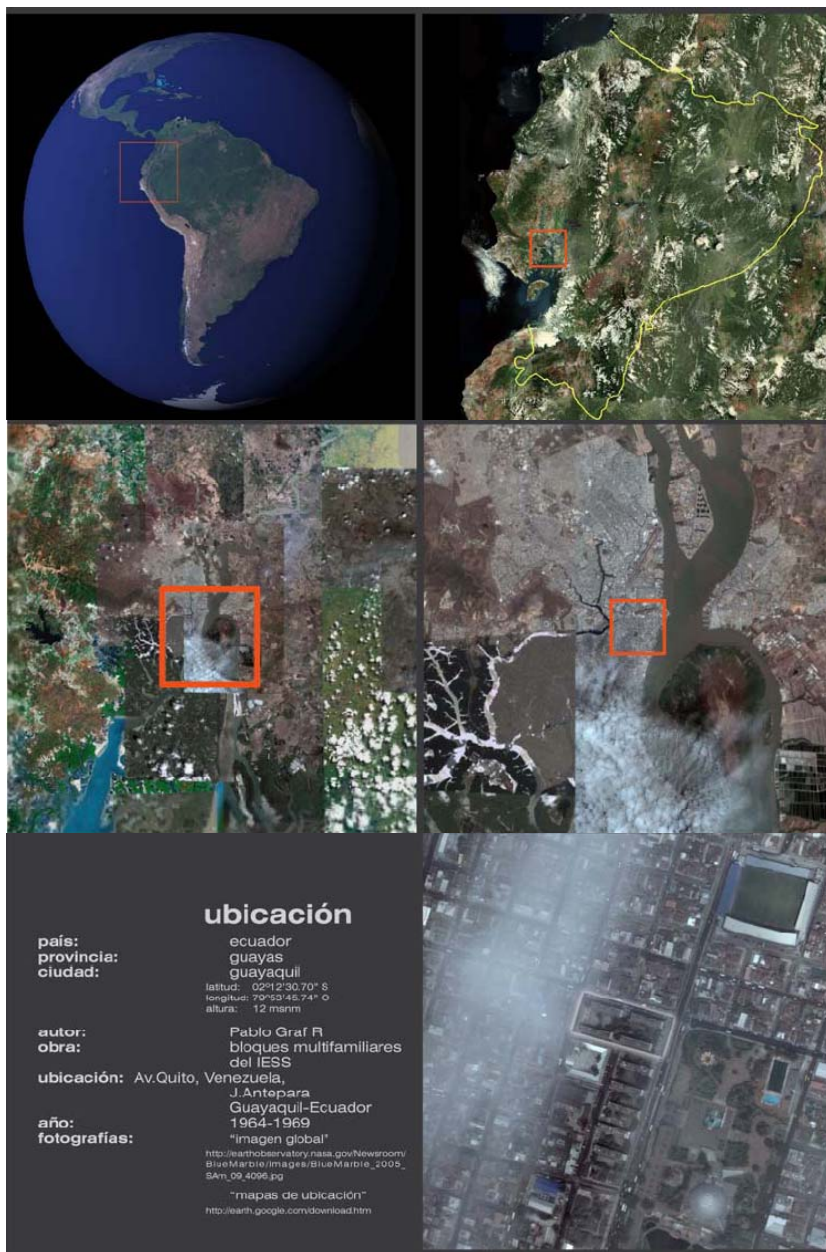 ubicación
país: ecuador
provincia: guayas
ciudad: guayaquil
latitud: 02º12'30.70" S
longitud: 79º53'45.74" O
altura: 12 msnm
autor: Pablo Graf R
obra: bloques multifamiliares
del IESS
ubicación: Av.Quito, Venezuela,
J.Antepara
Guayaquil-Ecuador
año: 1964-1969
fotografías: "imagen global"
http://earthobservatory.nasa.gov/Newsroom/
BlueMarble/Images/BlueMarble_2005_
SAm_09_4096.jpg
"mapas de ubicación"
http://earth.google.com/download.htm